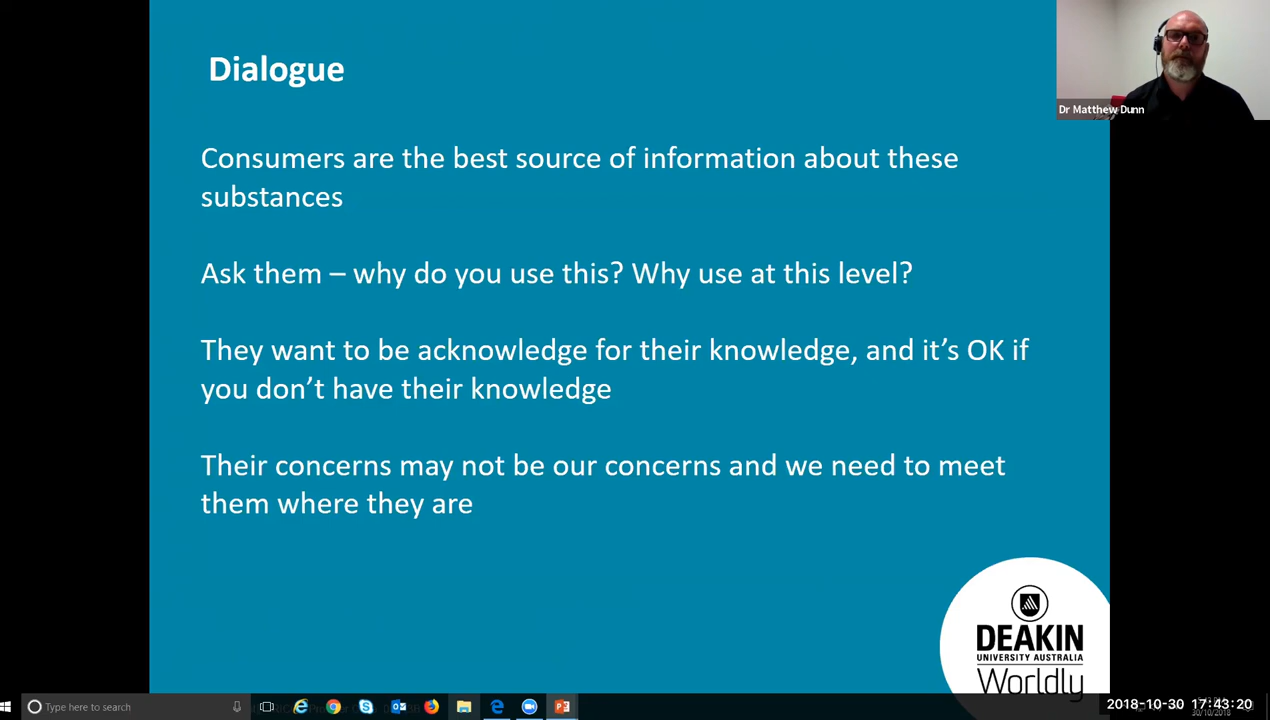 Dialogue
Dr Matthew Dunn
Consumers are the best source of information about these
substances
Ask them – why do you use this? Why use at this level?
They want to be acknowledge for their knowledge, and it’s OK if
you don’t have their knowledge
Their concerns may not be our concerns and we need to meet
them where they are
DEAKIN
UNIVERSITY AUSTRALIA
Worldly
Type here to search
2018-10-30 17:43:20
30/10/2018